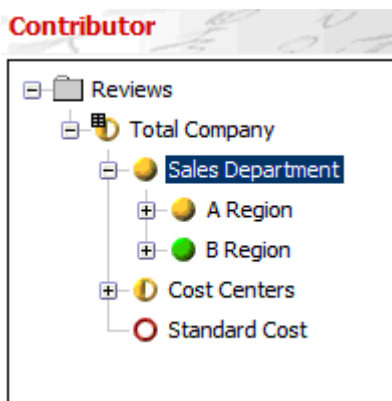 Contributor
Reviews
Total Company
Sales Department
A Region
B Region
Cost Centers
Standard Cost